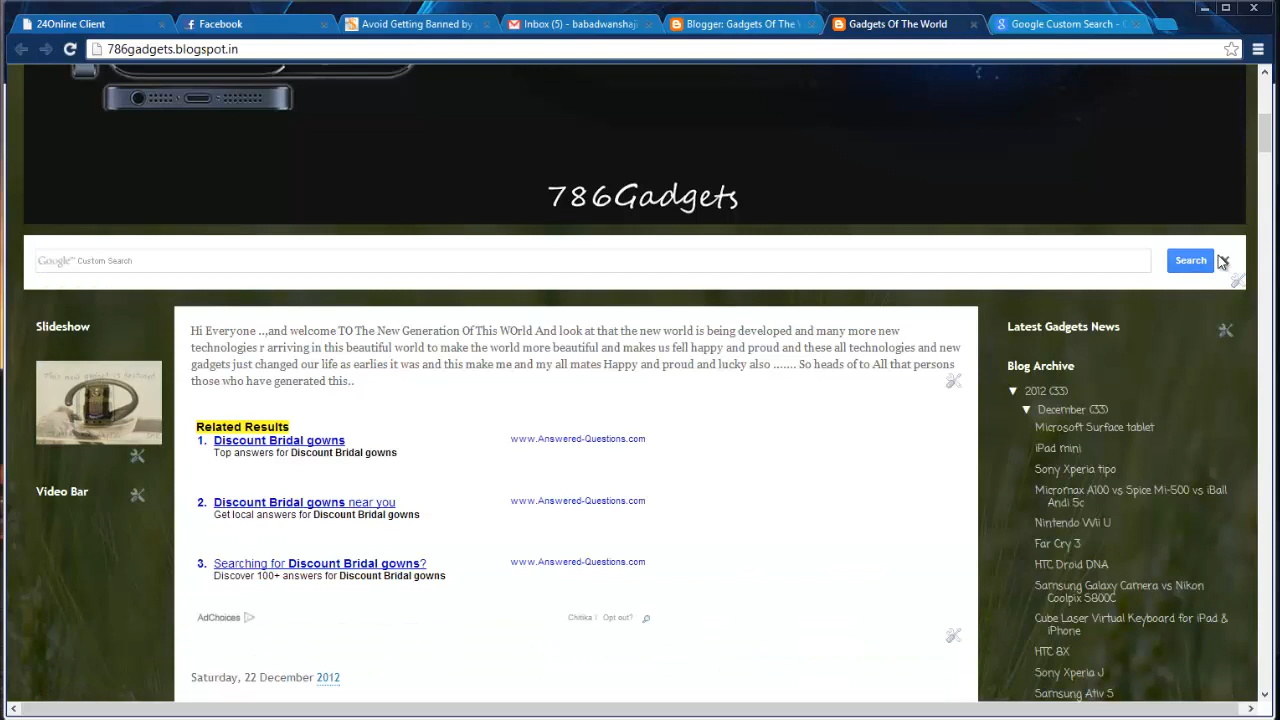 24Online Client
Facebook
Avoid Getting Banned by
Inbox (5) - babadwanshaji
Blogger: Gadgets Of The
Gadgets Of The World
Google Custom Search -
786gadgets.blogspot.in
786Gadgets
Google™ Custom Search
Search
Slideshow
Video Bar
Hi Everyone ..,and welcome TO The New Generation Of This WOrld And look at that the new world is being developed and many more new
technologies r arriving in this beautiful world to make the world more beautiful and makes us fell happy and proud and these all technologies and new
gadgets just changed our life as earlies it was and this make me and my all mates Happy and proud and lucky also ....... So heads of to All that persons
those who have generated this..
Related Results
1. Discount Bridal gowns www.Answered-Questions.com
Top answers for Discount Bridal gowns
2. Discount Bridal gowns near you www.Answered-Questions.com
Get local answers for Discount Bridal gowns
3. Searching for Discount Bridal gowns? www.Answered-Questions.com
Discover 100+ answers for Discount Bridal gowns
AdChoices
Chitika | Opt out?
Saturday, 22 December 2012
Latest Gadgets News
Blog Archive
▼ 2012 (33)
▼ December (33)
Microsoft Surface tablet
iPad mini
Sony Xperia tipo
Micromax A100 vs Spice Mi-500 vs iBall
Andi 5c
Nintendo Wii U
Far Cry 3
HTC Droid DNA
Samsung Galaxy Camera vs Nikon
Coolpix S800C
Cube Laser Virtual Keyboard for iPad &
iPhone
HTC 8X
Sony Xperia J
Samsung Ativ S